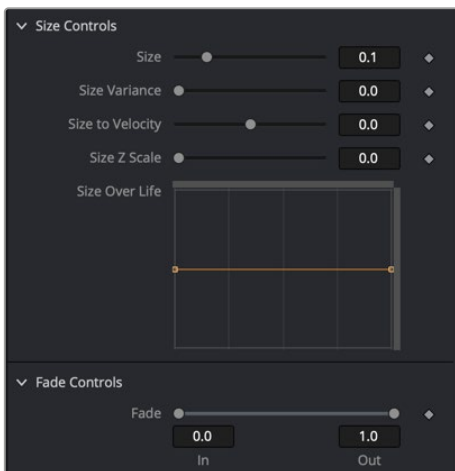 Size Controls
Size 0.1
Size Variance 0.0
Size to Velocity 0.0
Size Z Scale 0.0
Size Over Life
Fade Controls
Fade
0.0 1.0
In Out